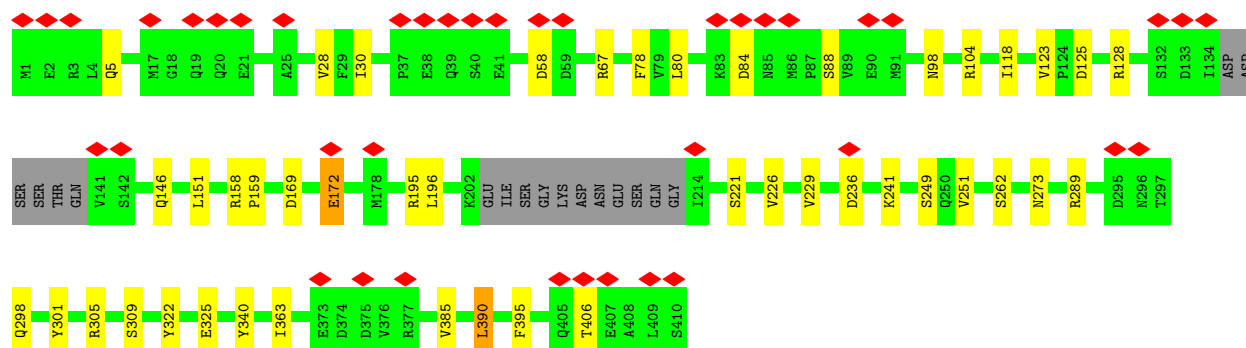 M1 E2 R3 L4 Q5 M17 G18 Q19 Q20 E21 A25 V28 F29 I30 P37 E38 Q39 S40 E41 D58 D59 R67 F78 V79 L80 K83 D84 N85 M86 P87 S88 V89 E90 M91 N98 R104 I118 V123 P124 D125 R128 S132 D133 I134 ASP ASP
SER SER THR GLN V141 S142 Q146 L151 R158 P159 D169 E172 M178 R195 L196 K202 GLU ILE SER GLY LYS ASP ASN GLU SER GLN GLY I214 S221 V226 V229 D236 K241 S249 Q250 V251 S262 N273 R289 D295 N296 T297
Q298 Y301 R305 S309 Y322 E325 Y340 I363 E373 D374 D375 V376 R377 V385 L390 F395 Q405 T406 E407 A408 L409 S410